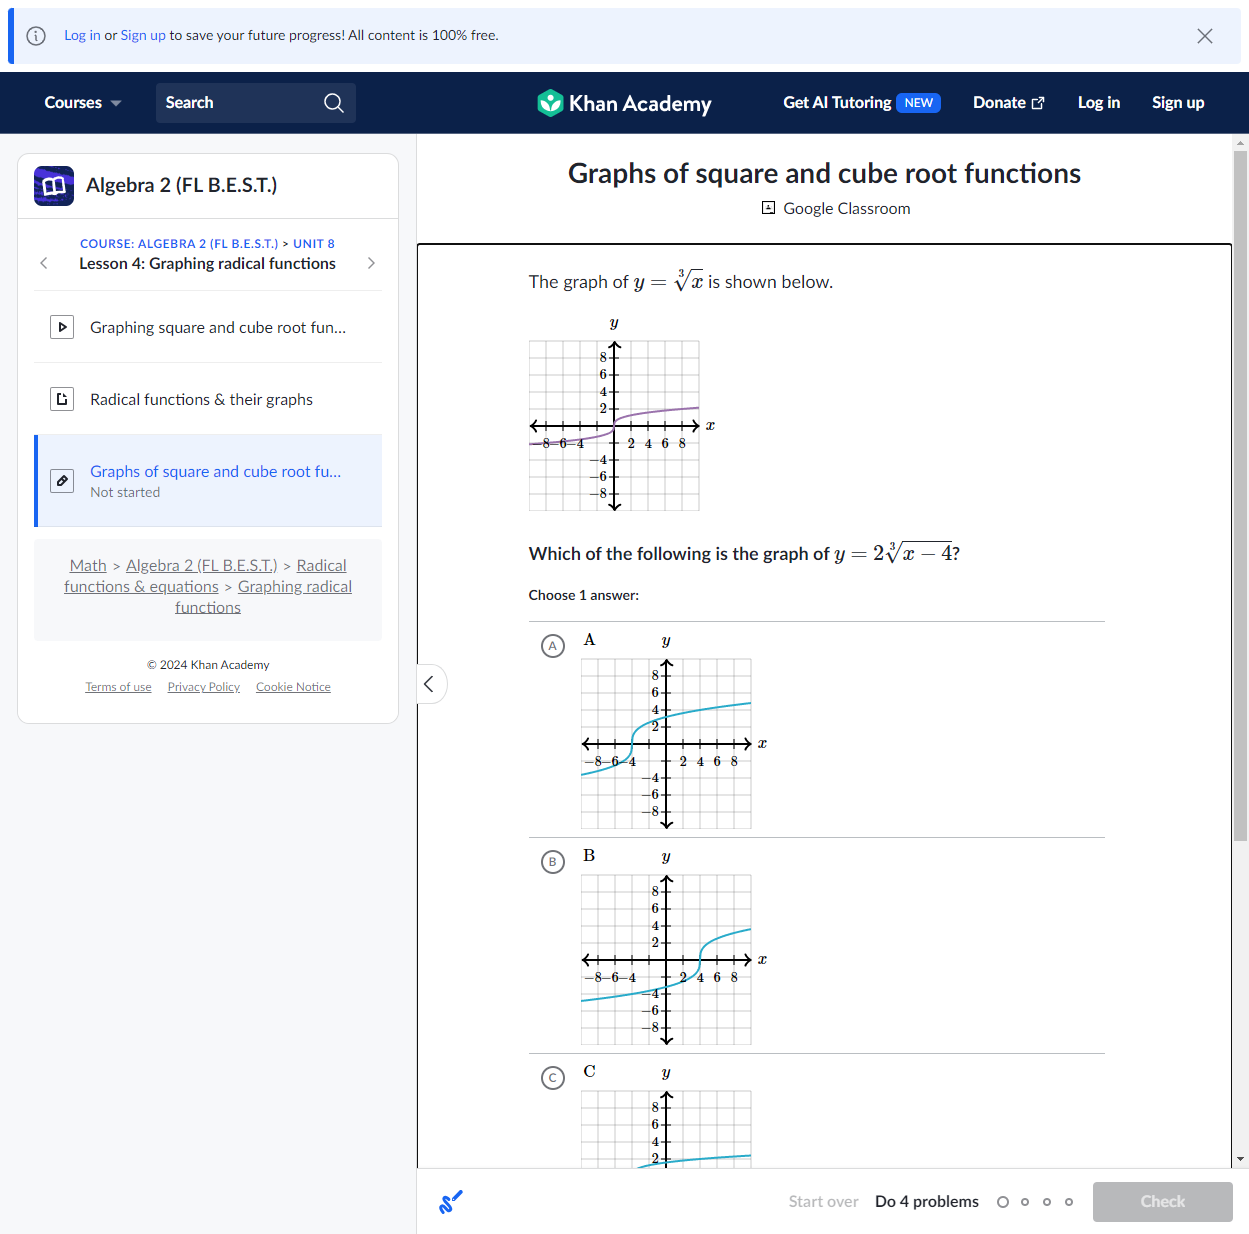 Log in or Sign up to save your future progress! All content is 100% free.
Courses
Search
Khan Academy
Get AI Tutoring NEW
Donate
Log in
Sign up
Algebra 2 (FL B.E.S.T.)
COURSE: ALGEBRA 2 (FL B.E.S.T.) > UNIT 8
Lesson 4: Graphing radical functions
Graphing square and cube root fun...
Radical functions & their graphs
Graphs of square and cube root fu...
Not started
Math > Algebra 2 (FL B.E.S.T.) > Radical
functions & equations > Graphing radical
functions
© 2024 Khan Academy
Terms of use Privacy Policy Cookie Notice
Graphs of square and cube root functions
Google Classroom
The graph of y = ∛x is shown below.
y
8
6
4
2
x
−8 −6 −4 2 4 6 8
−4
−6
−8
Which of the following is the graph of y = 2∛(x − 4)?
Choose 1 answer:
A A
y
8
6
4
2
x
−8 −6 −4 2 4 6 8
−4
−6
−8
B B
y
8
6
4
2
x
−8 −6 −4 2 4 6 8
−4
−6
−8
C C
y
8
6
4
2
Start over Do 4 problems Check